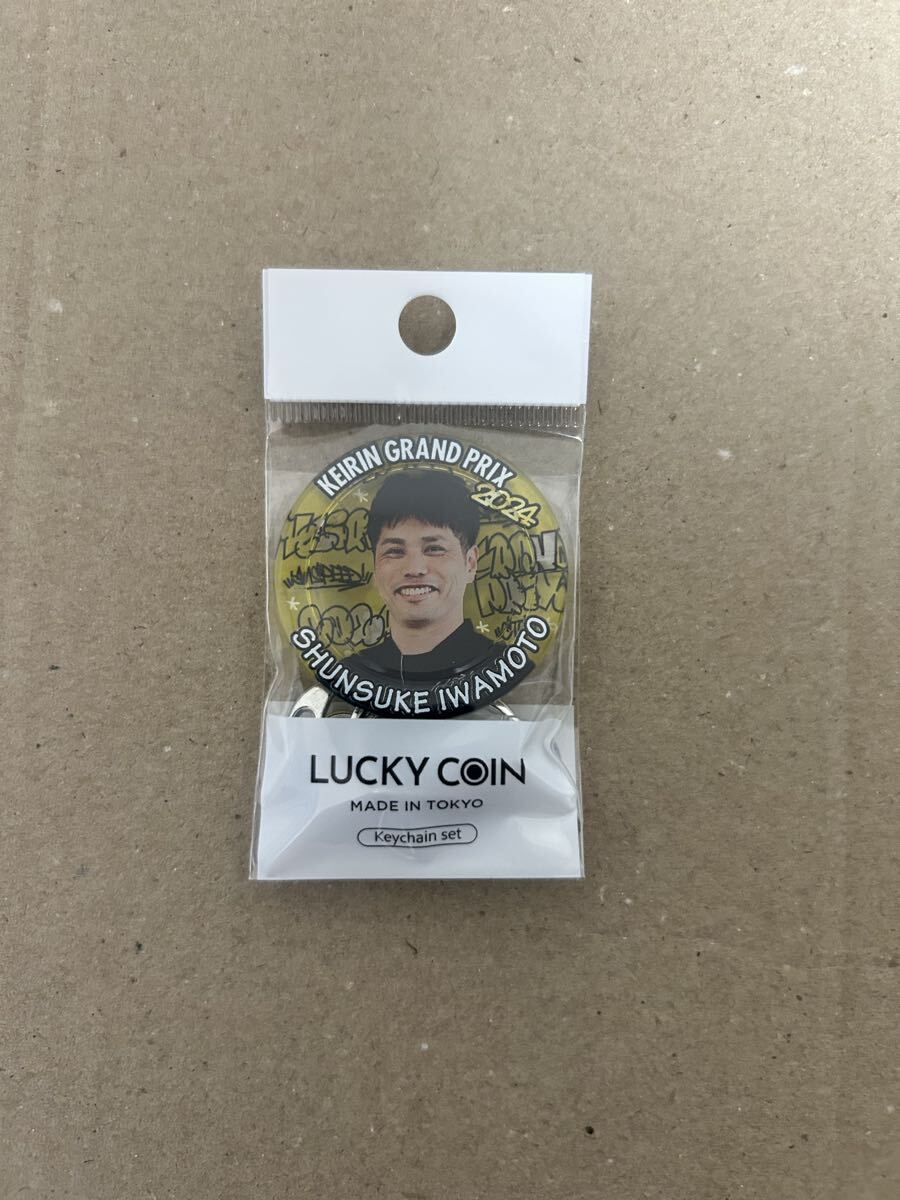 KEIRIN GRAND PRIX
2024
SHUNSUKE IWAMOTO
LUCKY COIN
MADE IN TOKYO
Keychain set